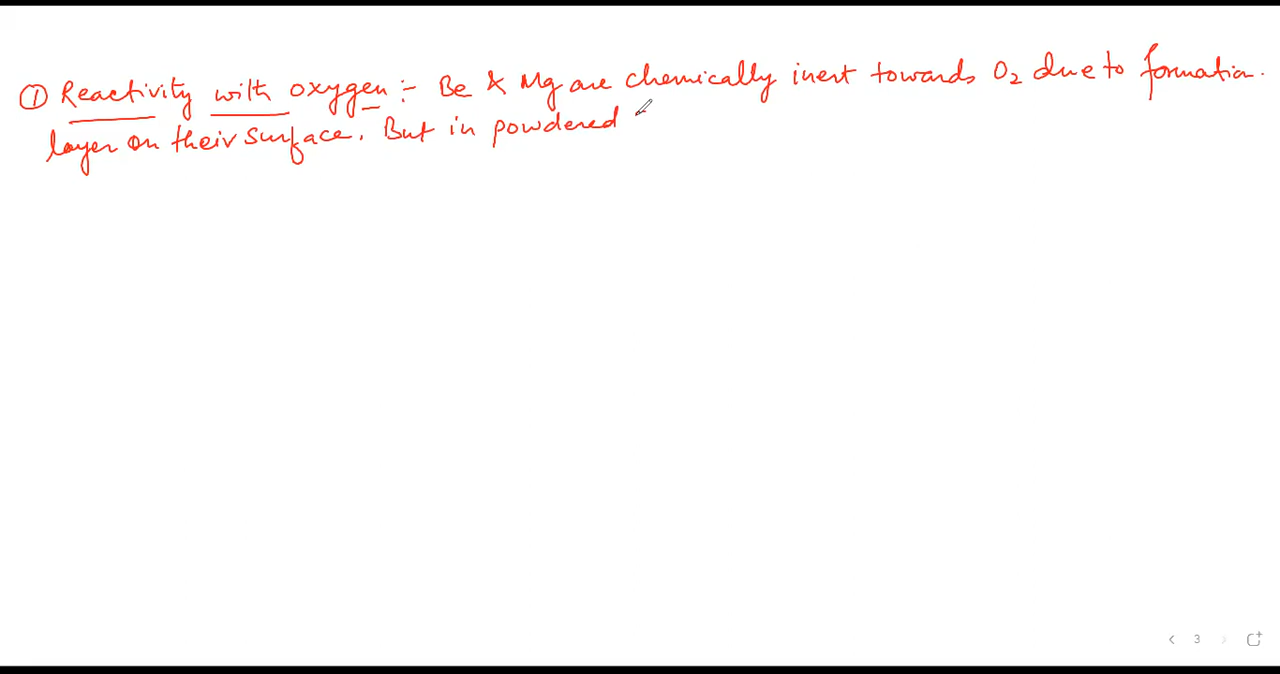 ① Reactivity with oxygen :- Be & Mg are chemically inert towards O₂ due to formation.
layer on their surface. But in powdered
3